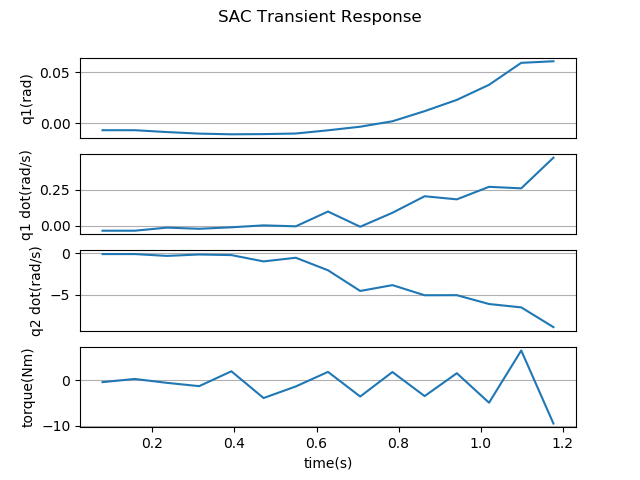 SAC Transient Response
q1(rad)
0.05
0.00
q1 dot(rad/s)
0.25
0.00
q2 dot(rad/s)
0
−5
torque(Nm)
0
−10
0.2 0.4 0.6 0.8 1.0 1.2
time(s)